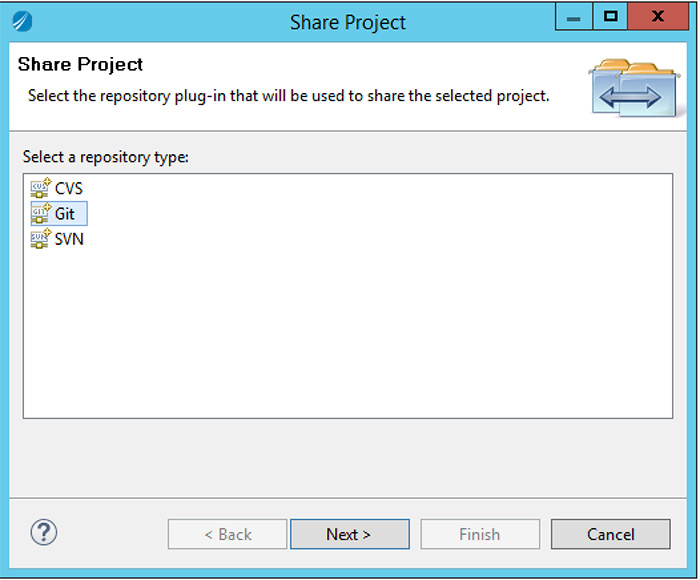 Share Project
Share Project
Select the repository plug-in that will be used to share the selected project.
Select a repository type:
CVS
Git
SVN
< Back
Next >
Finish
Cancel